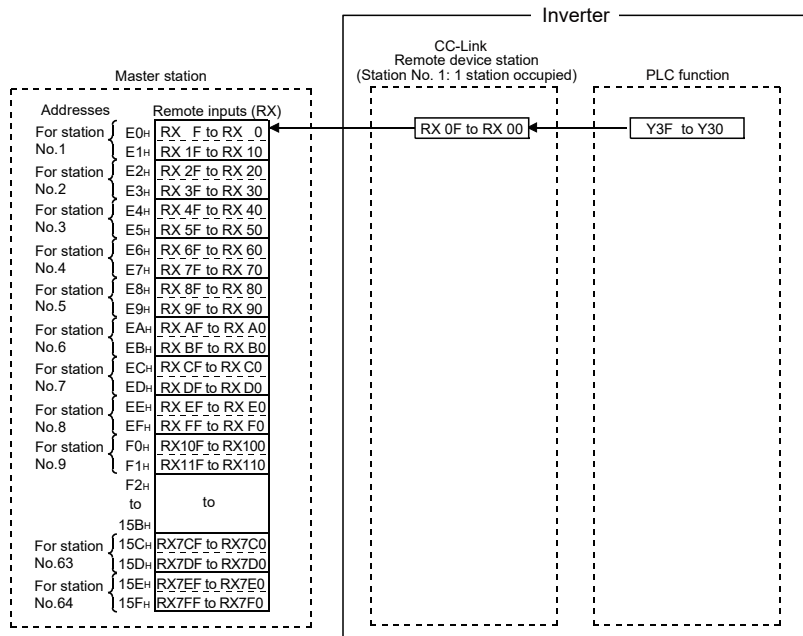 Inverter
CC-Link
Remote device station
(Station No. 1: 1 station occupied)
PLC function
Master station
Addresses
Remote inputs (RX)
For station No.1
E0H RX F to RX 0
E1H RX 1F to RX 10
RX 0F to RX 00
Y3F to Y30
For station No.2
E2H RX 2F to RX 20
E3H RX 3F to RX 30
For station No.3
E4H RX 4F to RX 40
E5H RX 5F to RX 50
For station No.4
E6H RX 6F to RX 60
E7H RX 7F to RX 70
For station No.5
E8H RX 8F to RX 80
E9H RX 9F to RX 90
For station No.6
EAH RX AF to RX A0
EBH RX BF to RX B0
For station No.7
ECH RX CF to RX C0
EDH RX DF to RX D0
For station No.8
EEH RX EF to RX E0
EFH RX FF to RX F0
For station No.9
F0H RX10F to RX100
F1H RX11F to RX110
F2H
to to
15BH
For station No.63
15CH RX7CF to RX7C0
15DH RX7DF to RX7D0
For station No.64
15EH RX7EF to RX7E0
15FH RX7FF to RX7F0